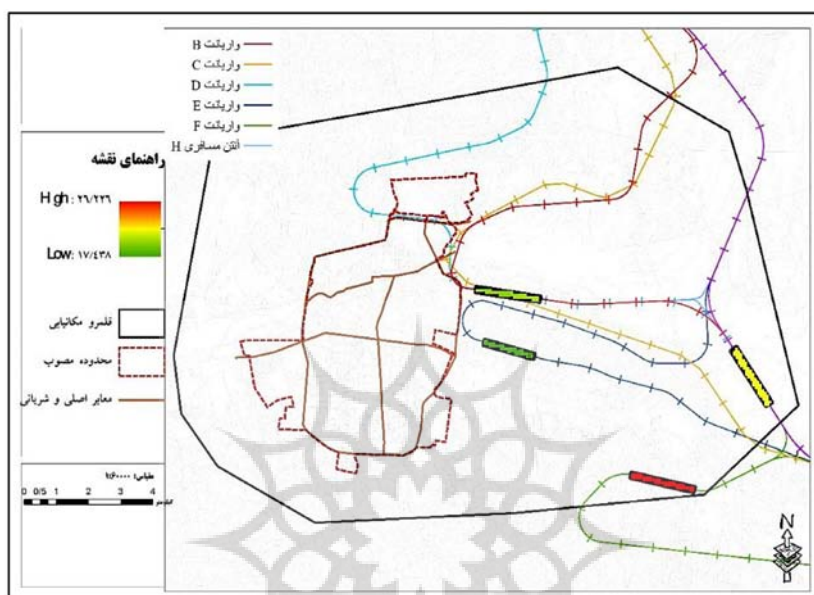 واریانت B
واریانت C
واریانت D
واریانت E
واریانت F
آنتن مسافری H
راهنمای نقشه
High : ۲۶/۲۲۶
Low: ۱۷/٤۳۸
قلمرو مکانیابی
محدوده مصوب
معابر اصلی و شریانی
0 0/5 1 2 3 4
N